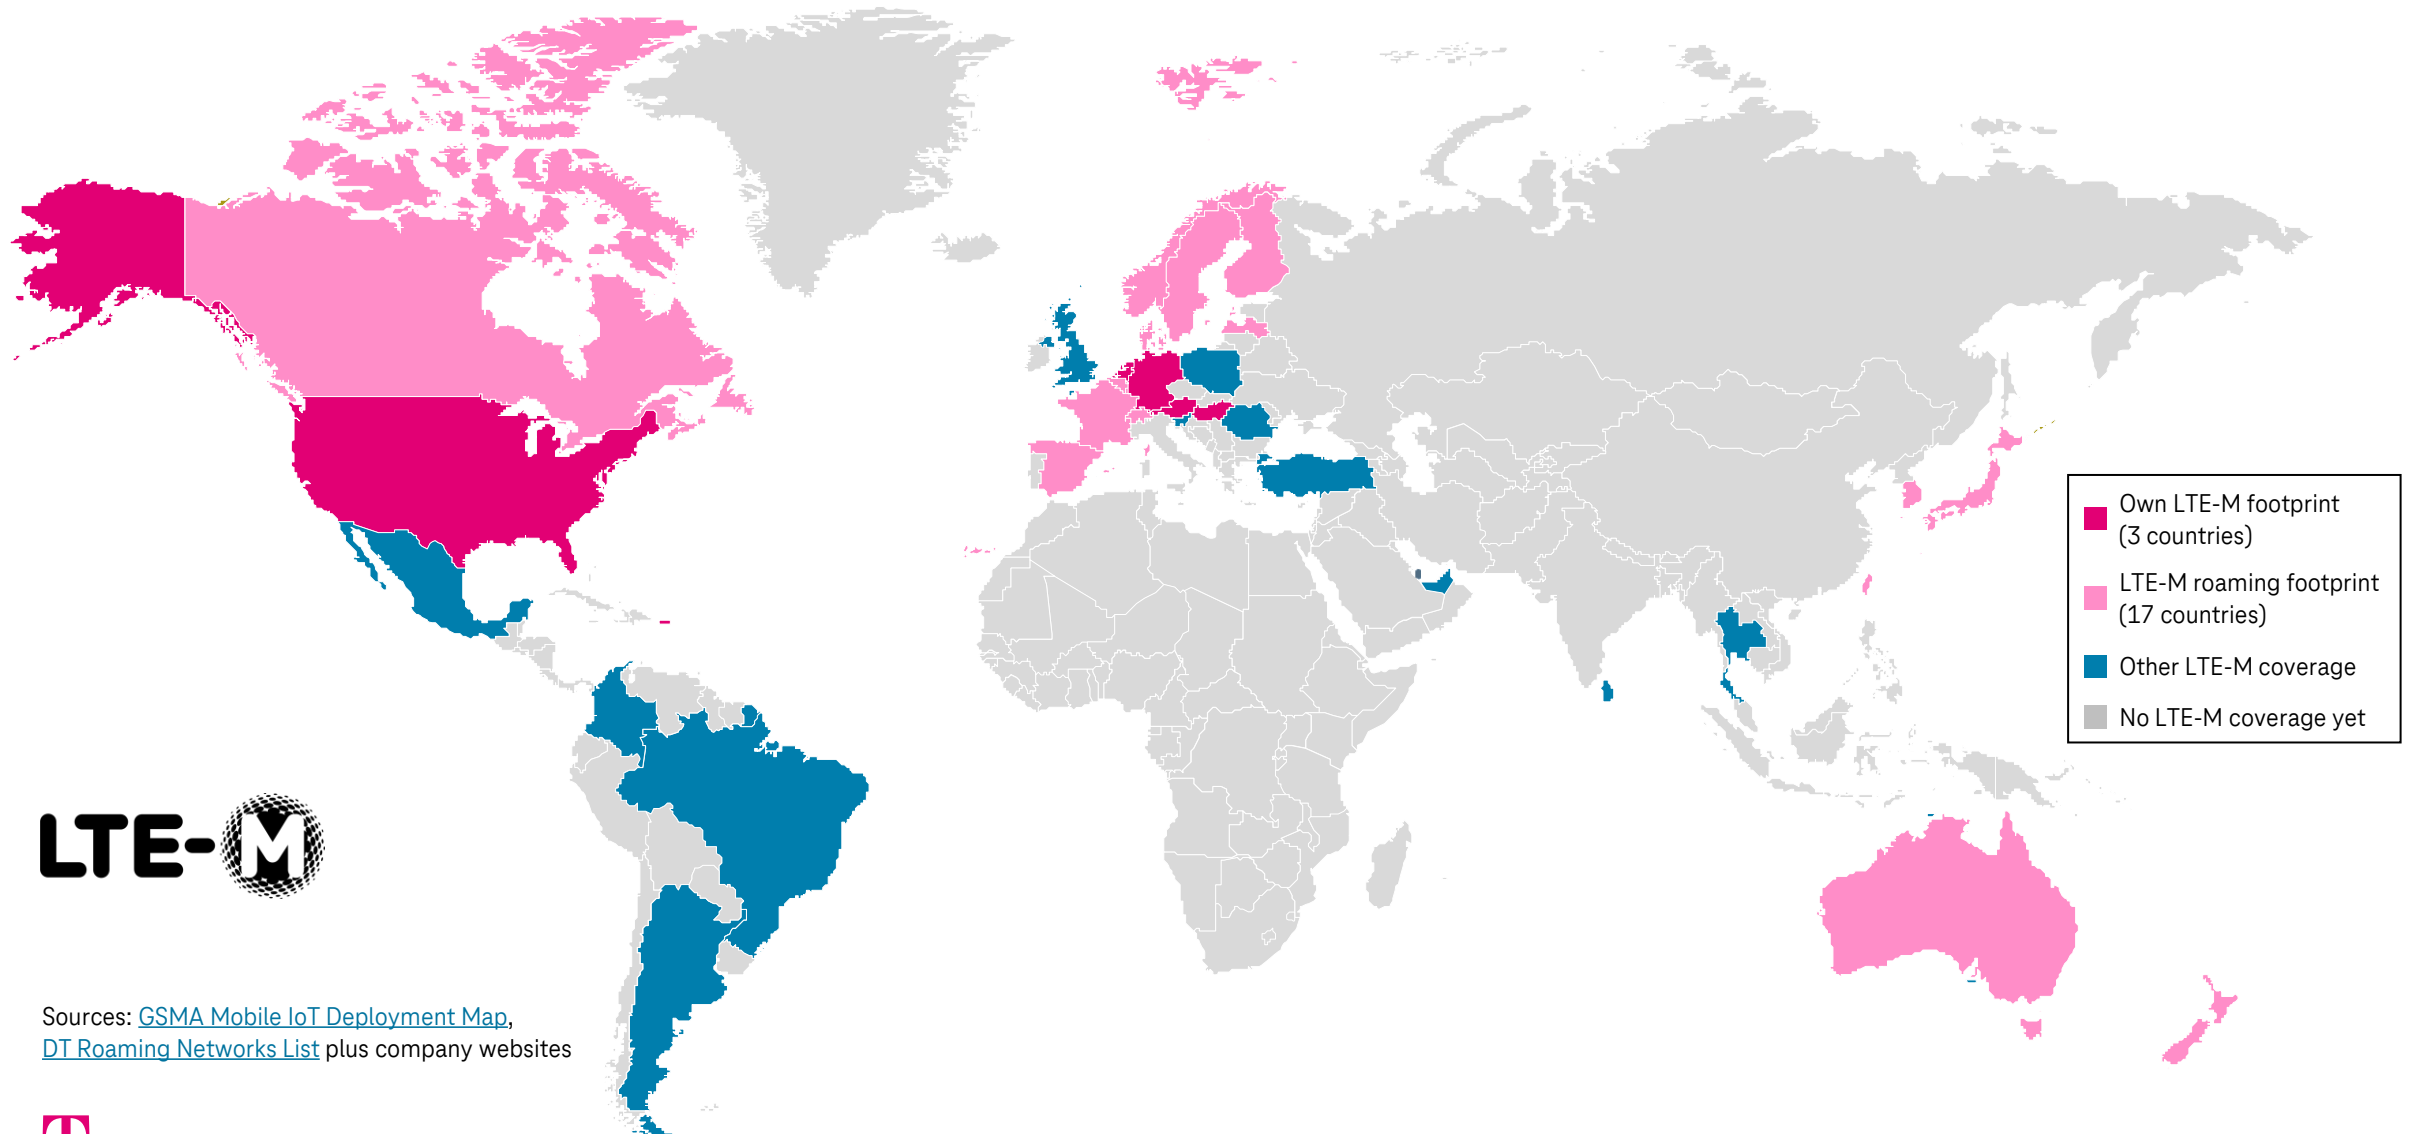 Own LTE-M footprint
(3 countries)
LTE-M roaming footprint
(17 countries)
Other LTE-M coverage
No LTE-M coverage yet
LTE-M
Sources: GSMA Mobile IoT Deployment Map,
DT Roaming Networks List plus company websites
T